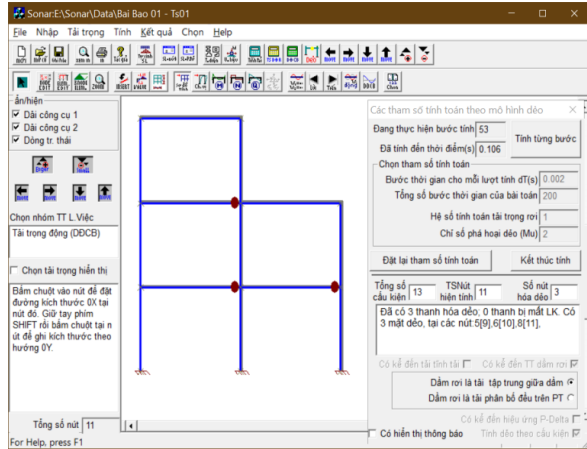 Sonar:E:\Sonar\Data\Bai Bao 01 - Ts01
File Nhập Tải trọng Tính Kết quả Chọn Help
ẩn/hiện
Dải công cụ 1
Dải công cụ 2
Dòng tr. thái
Chọn nhóm TT L.Việc
Tải trọng động (DĐCB)
Chọn tải trọng hiển thị
Bấm chuột vào nút để đặt
đường kích thước 0X tại
nút đó. Giữ tay phím
SHIFT rồi bấm chuột tại n
út để ghi kích thước theo
hướng 0Y.
Tổng số nút 11
For Help, press F1
Các tham số tính toán theo mô hình dẻo
Đang thực hiện bước tính 53
Đã tính đến thời điểm(s) 0.106
Tính từng bước
Chọn tham số tính toán
Bước thời gian cho mỗi lượt tính dT(s) 0.002
Tổng số bước thời gian của bài toán 200
Hệ số tính toán tải trọng rơi 1
Chỉ số phá hoại dẻo (Mu) 2
Đặt lại tham số tính toán
Kết thúc tính
Tổng số cấu kiện 13
TSNút hiện tính 11
Số nút hóa dẻo 3
Đã có 3 thanh hóa dẻo; 0 thanh bị mất LK. Có
3 mặt dẻo, tại các nút:5[9],6[10],8[11],
Có kể đến tải tĩnh tải
Có kể đến TT dầm rơi
Dầm rơi là tải tập trung giữa dầm
Dầm rơi là tải phân bố đều trên PT
Có kể đến hiệu ứng P-Delta
Có hiển thị thông báo
Tính dẻo theo cấu kiện